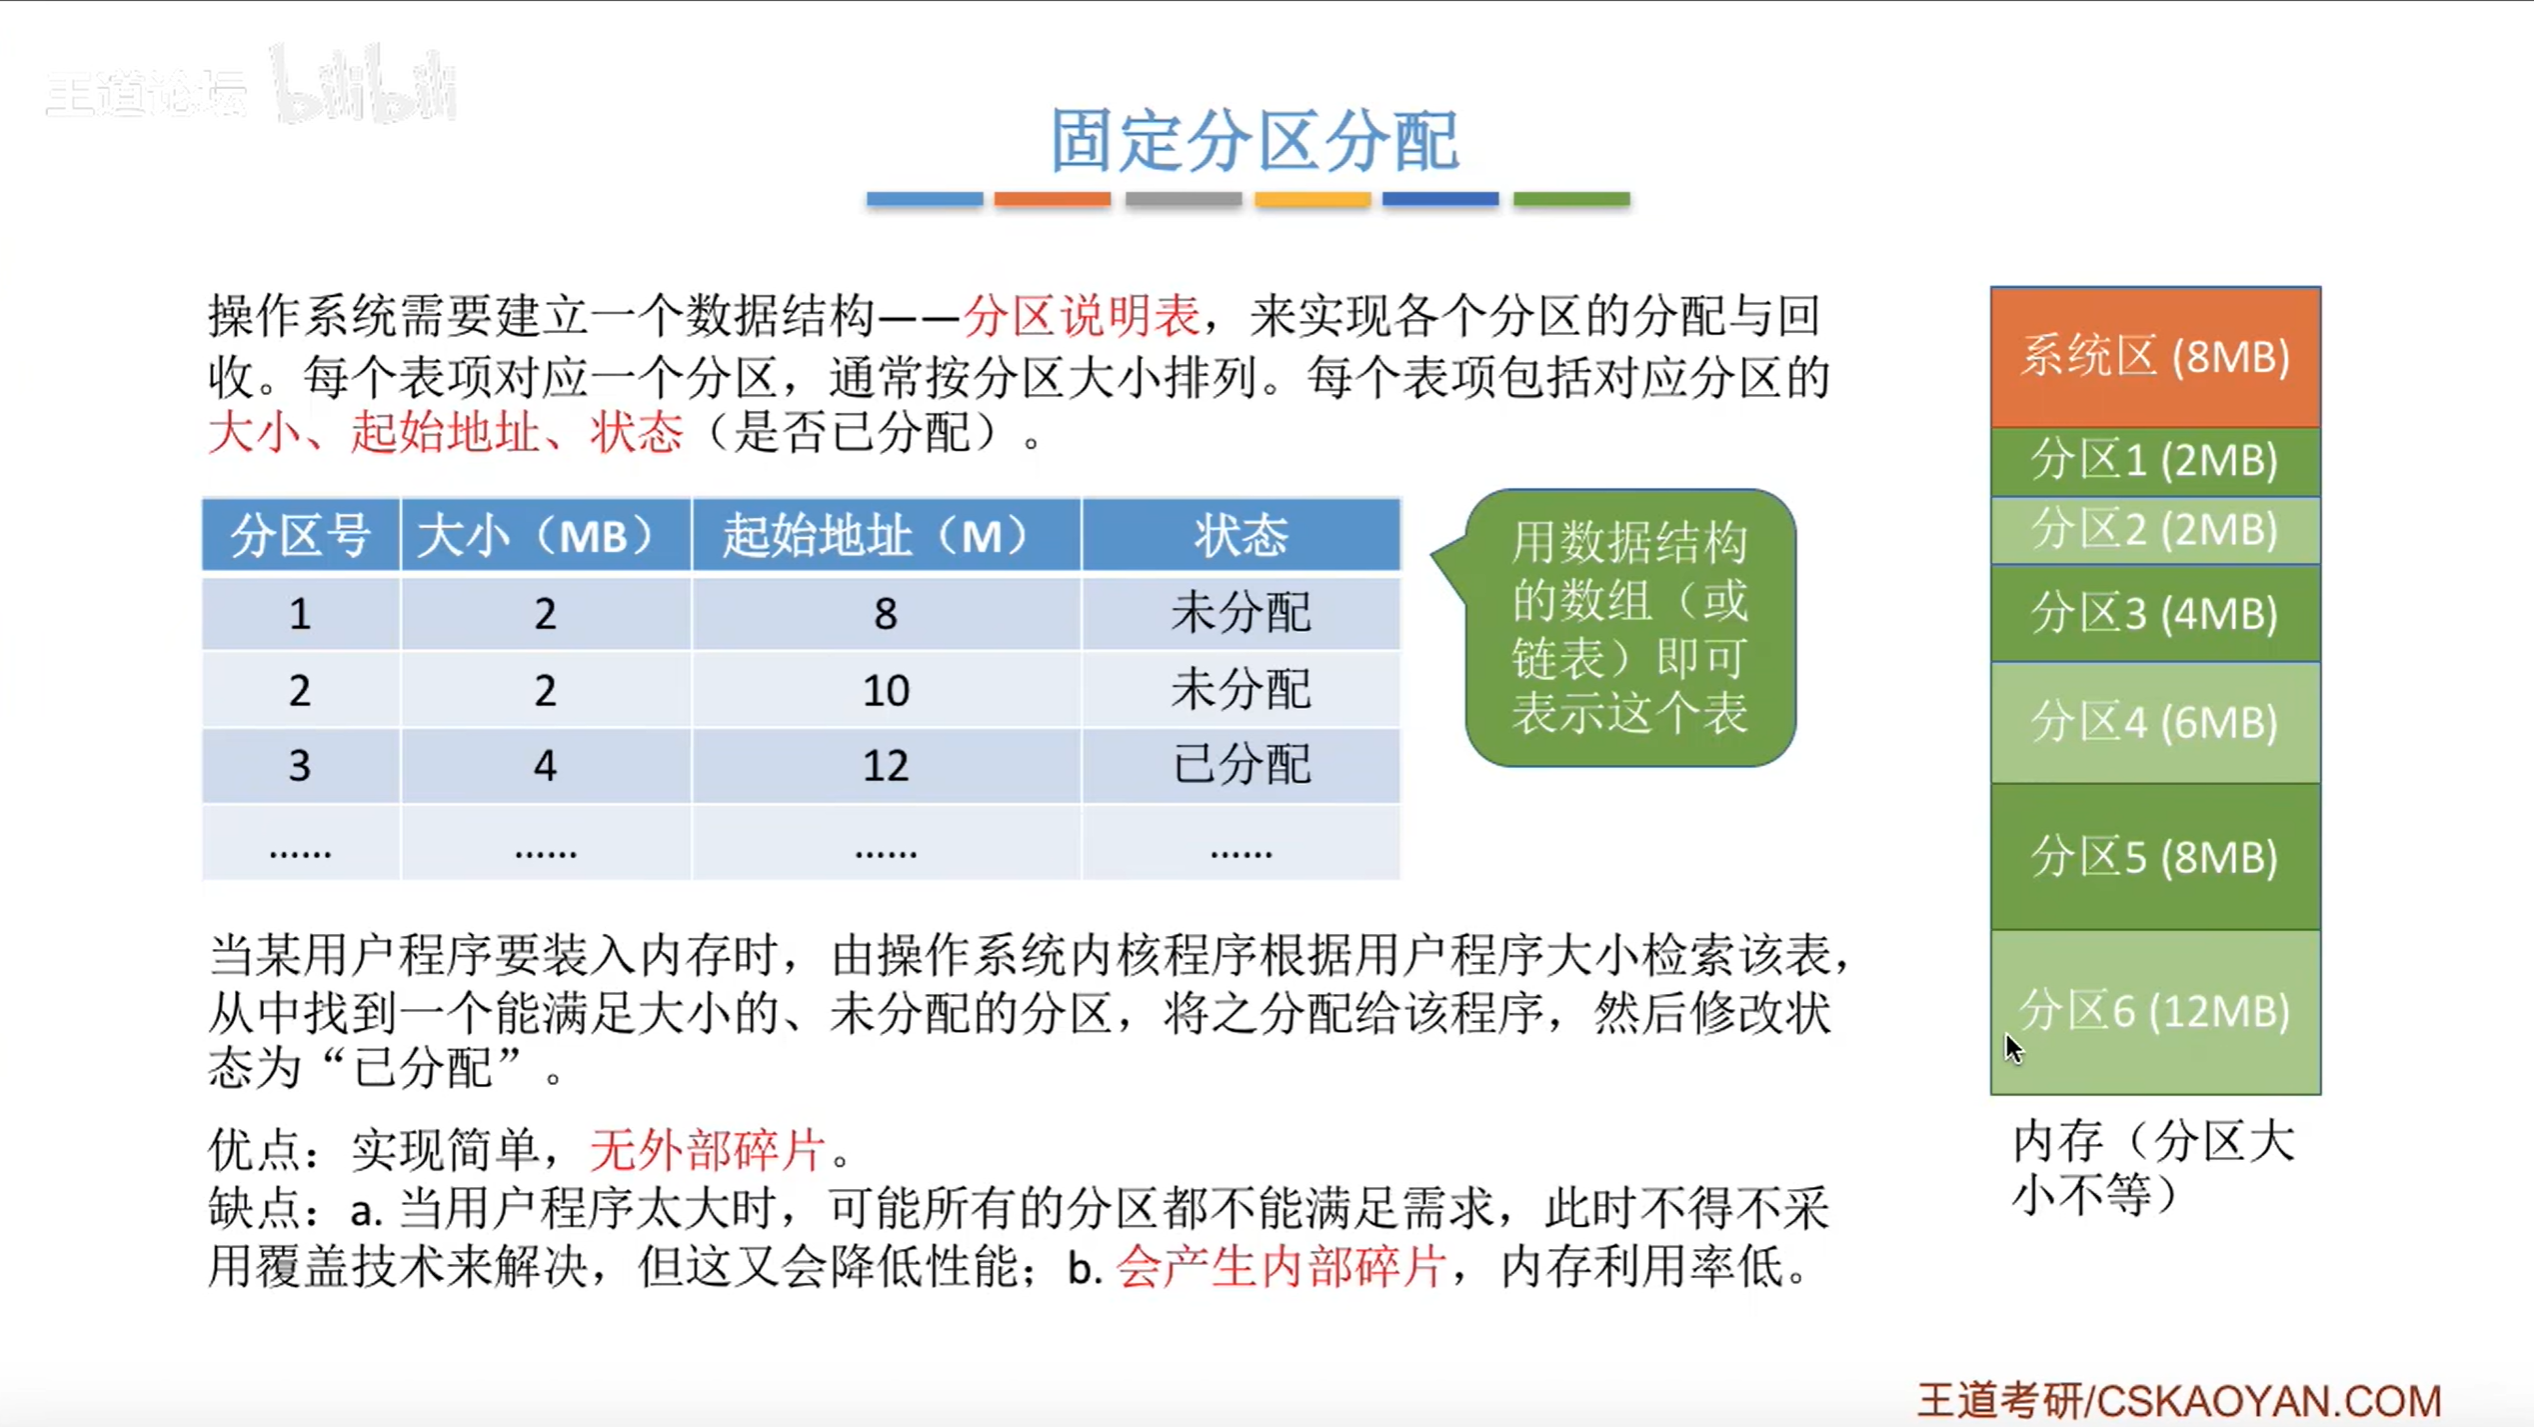 王道论坛 bilibili
固定分区分配
操作系统需要建立一个数据结构——分区说明表，来实现各个分区的分配与回
收。每个表项对应一个分区，通常按分区大小排列。每个表项包括对应分区的
大小、起始地址、状态（是否已分配）。
分区号 大小（MB） 起始地址（M） 状态
1 2 8 未分配
2 2 10 未分配
3 4 12 已分配
…… …… …… ……
用数据结构
的数组（或
链表）即可
表示这个表
当某用户程序要装入内存时，由操作系统内核程序根据用户程序大小检索该表，
从中找到一个能满足大小的、未分配的分区，将之分配给该程序，然后修改状
态为“已分配”。
优点：实现简单，无外部碎片。
缺点：a. 当用户程序太大时，可能所有的分区都不能满足需求，此时不得不采
用覆盖技术来解决，但这又会降低性能；b. 会产生内部碎片，内存利用率低。
系统区 (8MB)
分区1 (2MB)
分区2 (2MB)
分区3 (4MB)
分区4 (6MB)
分区5 (8MB)
分区6 (12MB)
内存（分区大
小不等）
王道考研/CSKAOYAN.COM